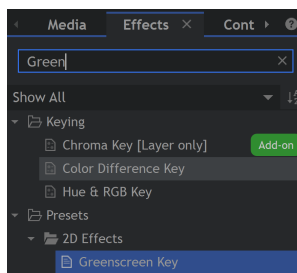 Media Effects Cont
Green
Show All
Keying
Chroma Key [Layer only] Add-on
Color Difference Key
Hue & RGB Key
Presets
2D Effects
Greenscreen Key